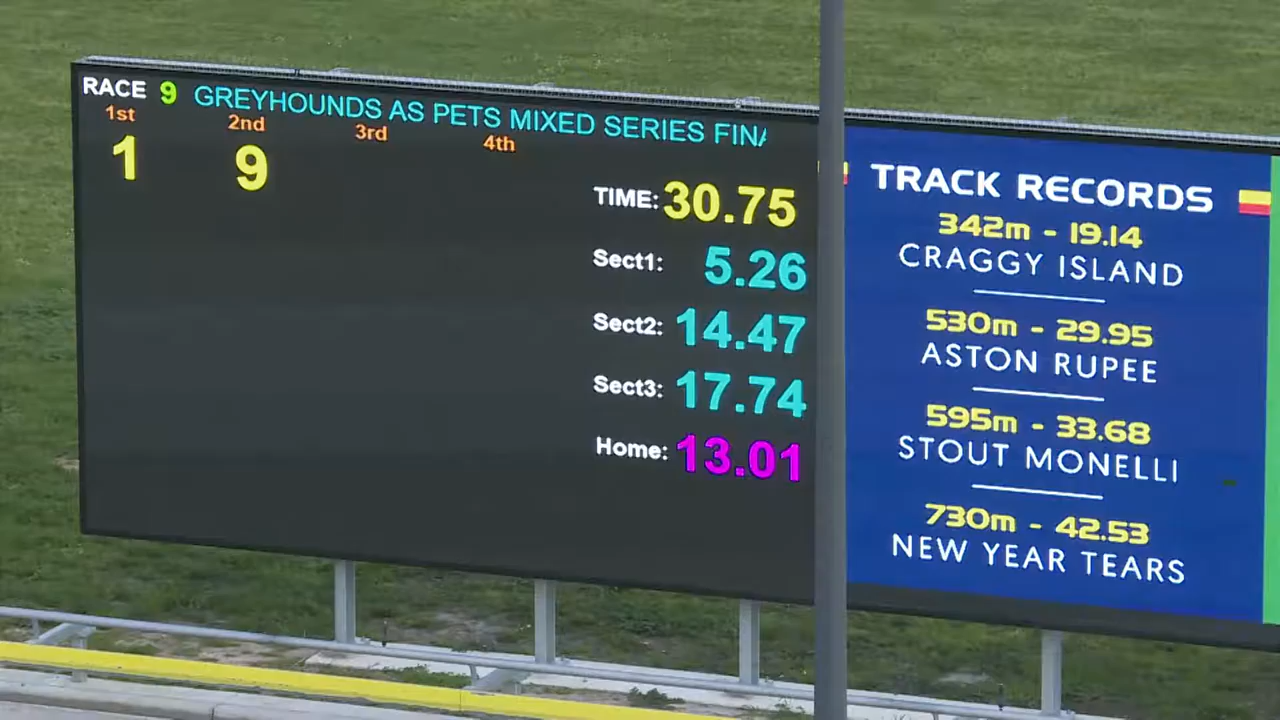 RACE 9 GREYHOUNDS AS PETS MIXED SERIES FINA
1st 2nd 3rd 4th
1 9
TIME: 30.75
Sect1: 5.26
Sect2: 14.47
Sect3: 17.74
Home: 13.01
TRACK RECORDS
342m - 19.14
CRAGGY ISLAND
530m - 29.95
ASTON RUPEE
595m - 33.68
STOUT MONELLI
730m - 42.53
NEW YEAR TEARS